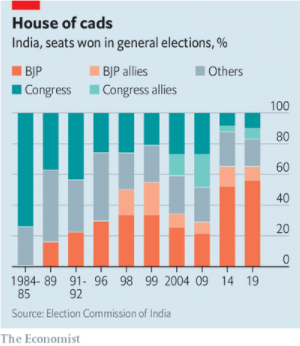 House of cads
India, seats won in general elections, %
BJP BJP allies Others
Congress Congress allies
100
80
60
40
20
0
1984- 89 91- 96 98 99 2004 09 14 19
85 92
Source: Election Commission of India
The Economist